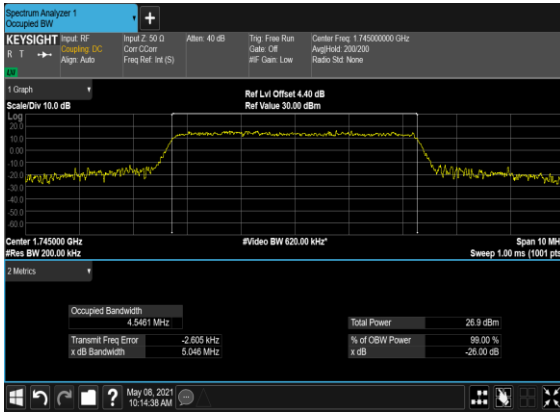 Spectrum Analyzer 1
Occupied BW
+
KEYSIGHT
R T
LW
Input: RF
Coupling: DC
Align: Auto
Input Z: 50 Ω
Corr CCorr
Freq Ref: Int (S)
Atten: 40 dB
Trig: Free Run
Gate: Off
#IF Gain: Low
Center Freq: 1.745000000 GHz
Avg|Hold: 200/200
Radio Std: None
1 Graph
Scale/Div 10.0 dB
Ref Lvl Offset 4.40 dB
Ref Value 30.00 dBm
Log
20.0
10.0
0.00
-10.0
-20.0
-30.0
-40.0
-50.0
-60.0
Center 1.745000 GHz
#Res BW 200.00 kHz
#Video BW 620.00 kHz*
Span 10 MH
Sweep 1.00 ms (1001 pts
2 Metrics
Occupied Bandwidth
4.5461 MHz
Transmit Freq Error -2.605 kHz
x dB Bandwidth 5.046 MHz
Total Power 26.9 dBm
% of OBW Power 99.00 %
x dB -26.00 dB
?
May 08, 2021
10:14:38 AM